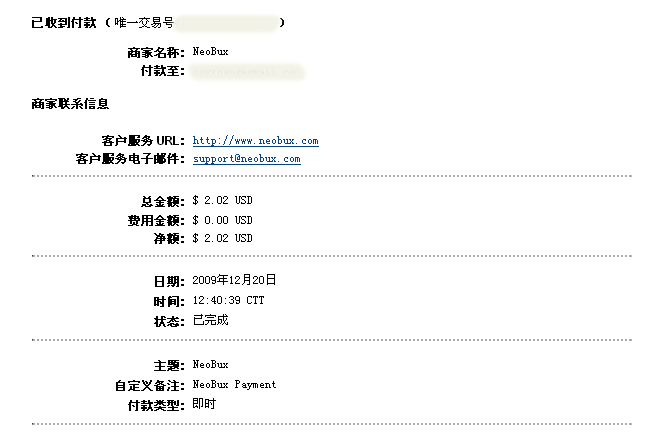 已收到付款 ( 唯一交易号 )
商家名称: NeoBux
付款至:
商家联系信息
客户服务 URL: http://www.neobux.com
客户服务电子邮件: support@neobux.com
总金额: $ 2.02 USD
费用金额: $ 0.00 USD
净额: $ 2.02 USD
日期: 2009年12月20日
时间: 12:40:39 CTT
状态: 已完成
主题: NeoBux
自定义备注: NeoBux Payment
付款类型: 即时